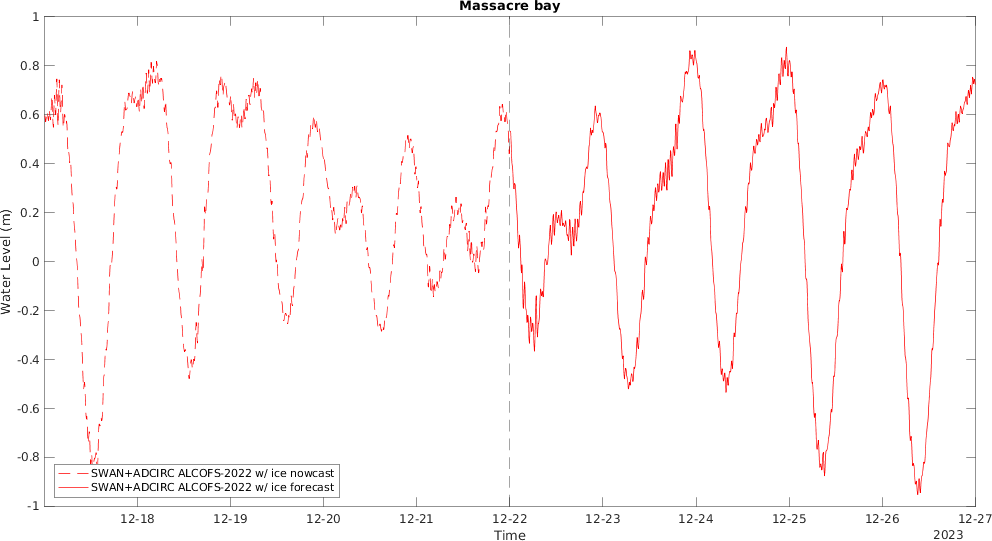 Massacre bay
Water Level (m)
1
0.8
0.6
0.4
0.2
0
-0.2
-0.4
-0.6
-0.8
-1
SWAN+ADCIRC ALCOFS-2022 w/ ice nowcast
SWAN+ADCIRC ALCOFS-2022 w/ ice forecast
12-18 12-19 12-20 12-21 12-22 12-23 12-24 12-25 12-26 12-27
Time
2023